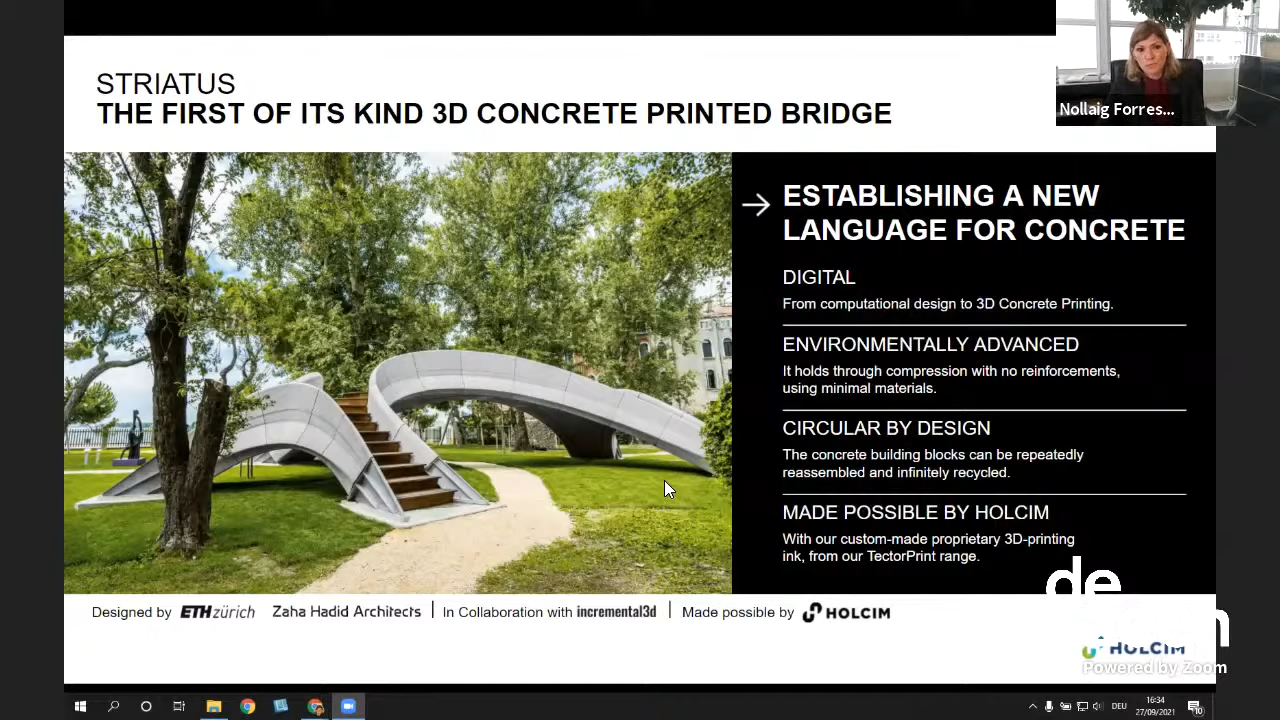 STRIATUS
THE FIRST OF ITS KIND 3D CONCRETE PRINTED BRIDGE
Nollaig Forres...
ESTABLISHING A NEW
LANGUAGE FOR CONCRETE
DIGITAL
From computational design to 3D Concrete Printing.
ENVIRONMENTALLY ADVANCED
It holds through compression with no reinforcements,
using minimal materials.
CIRCULAR BY DESIGN
The concrete building blocks can be repeatedly
reassembled and infinitely recycled.
MADE POSSIBLE BY HOLCIM
With our custom-made proprietary 3D-printing
ink, from our TectorPrint range.
de
Designed by ETH zürich Zaha Hadid Architects In Collaboration with incremental3d Made possible by HOLCIM
HOLCIM
Powered by Zoom
DEU
16:34
27/09/2021